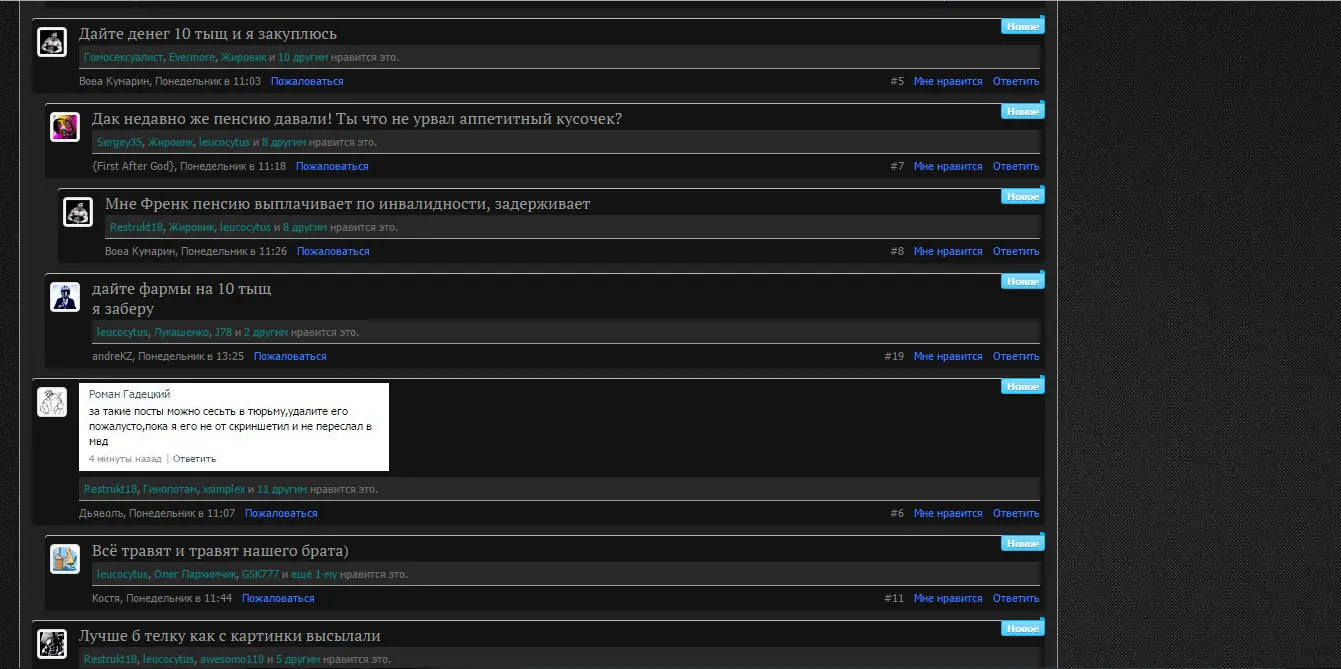 Новое
Дайте денег 10 тыщ и я закуплюсь
Гомосексуалист, Evermore, Жировик и 10 другим нравится это.
Вова Кумарин, Понедельник в 11:03 Пожаловаться #5 Мне нравится Ответить
Новое
Дак недавно же пенсию давали! Ты что не урвал аппетитный кусочек?
Sergey35, Жировик, leucocytus и 8 другим нравится это.
{First After God}, Понедельник в 11:18 Пожаловаться #7 Мне нравится Ответить
Новое
Мне Френк пенсию выплачивает по инвалидности, задерживает
Restrukt18, Жировик, leucocytus и 8 другим нравится это.
Вова Кумарин, Понедельник в 11:26 Пожаловаться #8 Мне нравится Ответить
Новое
дайте фармы на 10 тыщ
я заберу
leucocytus, Лукашенко, J78 и 2 другим нравится это.
andreKZ, Понедельник в 13:25 Пожаловаться #19 Мне нравится Ответить
Новое
Роман Гадецкий
за такие посты можно сесьть в тюрьму,удалите его
пожалусто,пока я его не от скриншетил и не переслал в
мвд
4 минуты назад | Ответить
Restrukt18, Гинопотам, xsimplex и 11 другим нравится это.
Дьяволъ, Понедельник в 11:07 Пожаловаться #6 Мне нравится Ответить
Новое
Всё травят и травят нашего брата)
leucocytus, Олег Пархимчик, GSK777 и ещё 1-му нравится это.
Костя, Понедельник в 11:44 Пожаловаться #11 Мне нравится Ответить
Новое
Лучше б телку как с картинки высылали
Restrukt18, leucocytus, awesomo110 и 5 другим нравится это.